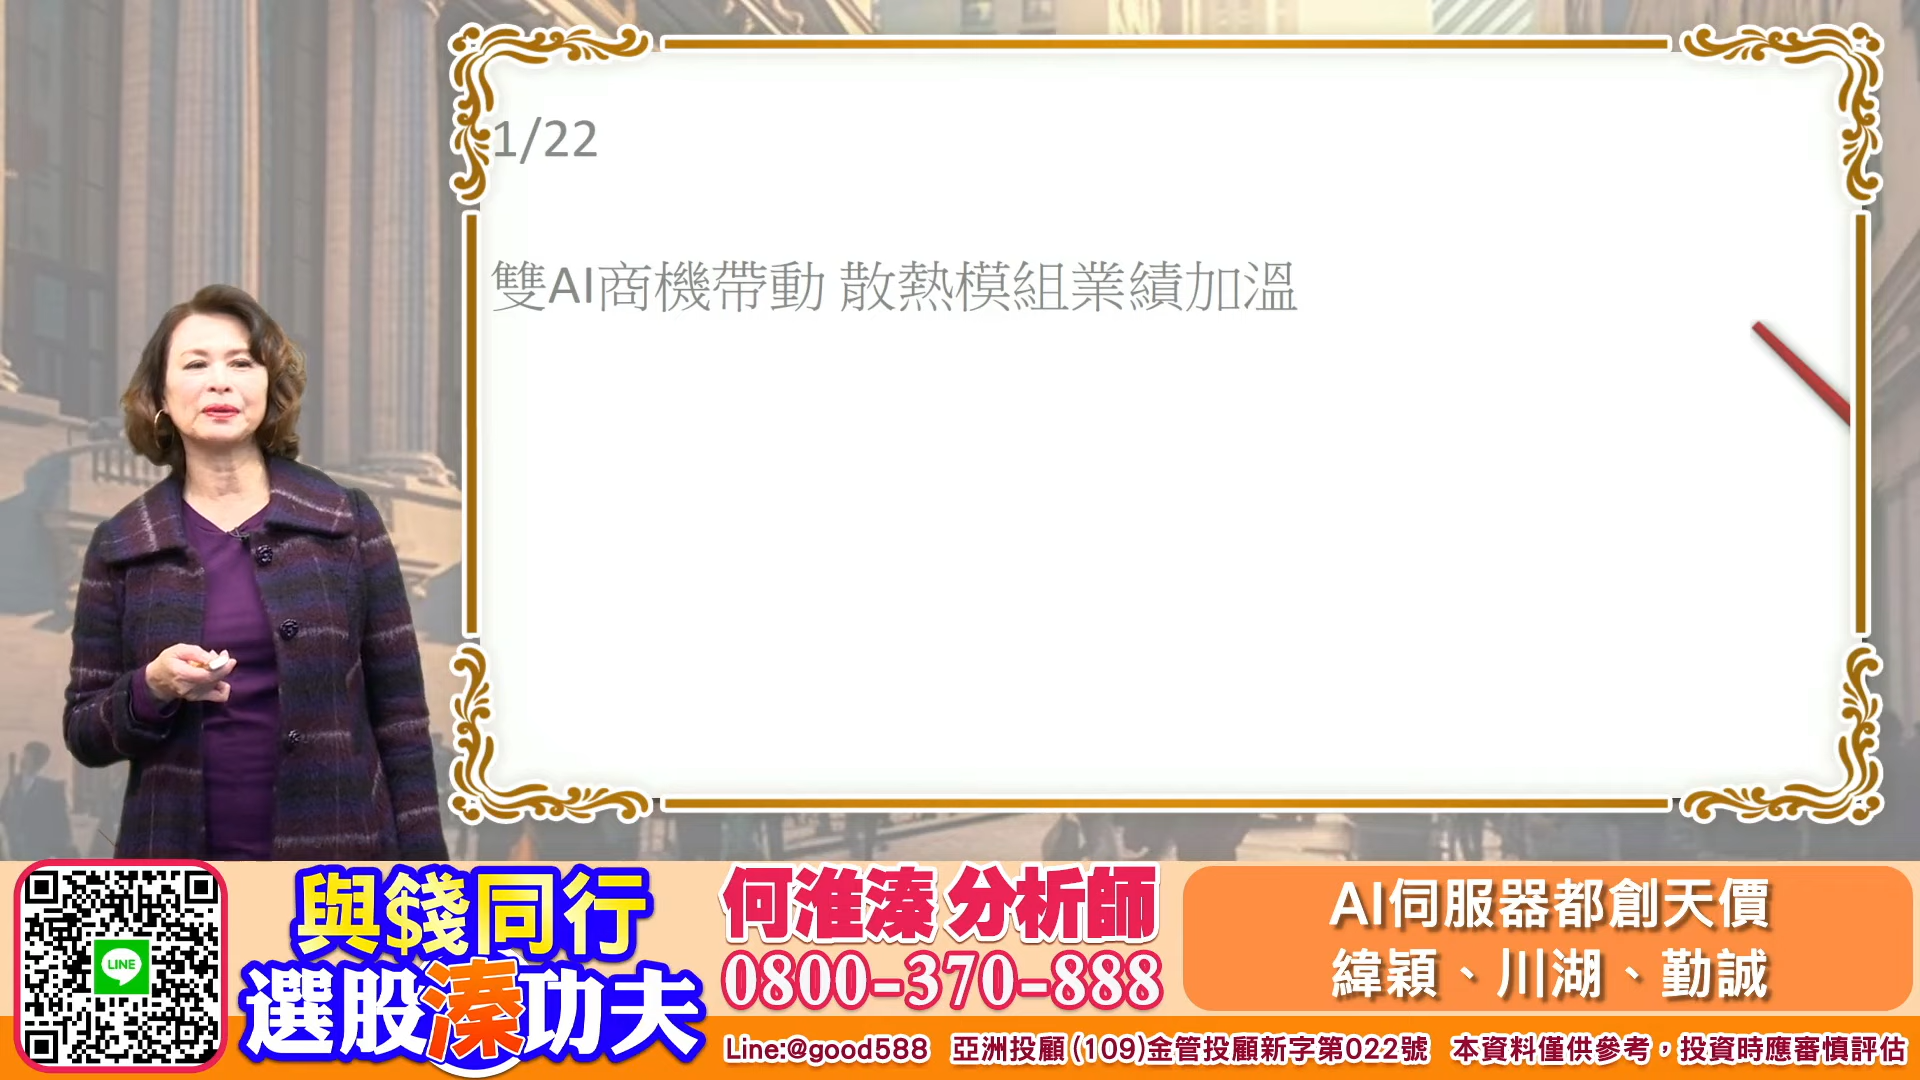 1/22
雙AI商機帶動 散熱模組業績加溫
LINE
與錢同行
選股溱功夫
何淮溱 分析師
0800-370-888
AI伺服器都創天價
緯穎、川湖、勤誠
Line:@good588 亞洲投顧 (109)金管投顧新字第022號 本資料僅供參考，投資時應審慎評估